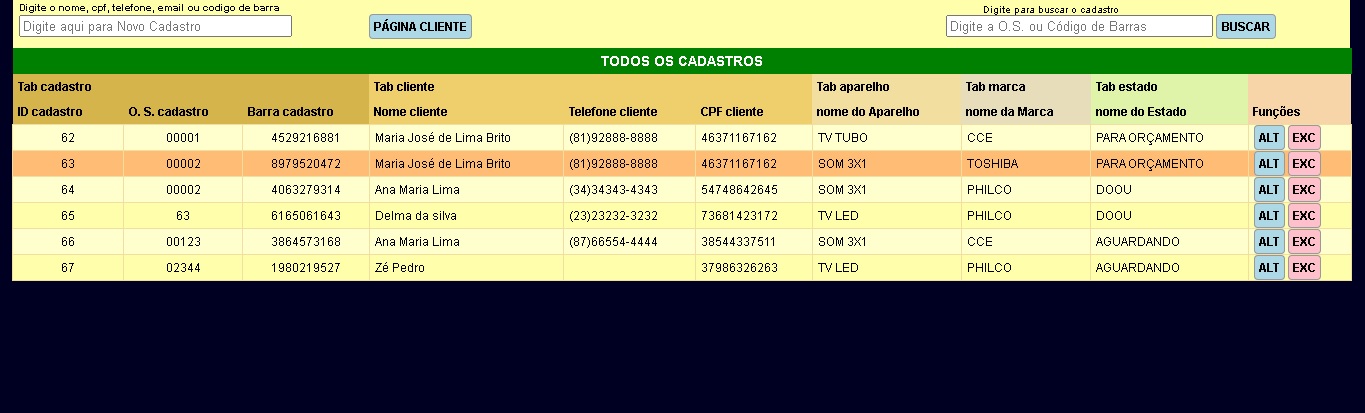 Digite o nome, cpf, telefone, email ou codigo de barra
Digite para buscar o cadastro
Digite aqui para Novo Cadastro PÁGINA CLIENTE Digite a O.S. ou Código de Barras BUSCAR
TODOS OS CADASTROS
Tab cadastro Tab cliente Tab aparelho Tab marca Tab estado
ID cadastro O. S. cadastro Barra cadastro Nome cliente Telefone cliente CPF cliente nome do Aparelho nome da Marca nome do Estado Funções
62 00001 4529216881 Maria José de Lima Brito (81)92888-8888 46371167162 TV TUBO CCE PARA ORÇAMENTO ALT EXC
63 00002 8979520472 Maria José de Lima Brito (81)92888-8888 46371167162 SOM 3X1 TOSHIBA PARA ORÇAMENTO ALT EXC
64 00002 4063279314 Ana Maria Lima (34)34343-4343 54748642645 SOM 3X1 PHILCO DOOU ALT EXC
65 63 6165061643 Delma da silva (23)23232-3232 73681423172 TV LED PHILCO DOOU ALT EXC
66 00123 3864573168 Ana Maria Lima (87)66554-4444 38544337511 SOM 3X1 CCE AGUARDANDO ALT EXC
67 02344 1980219527 Zé Pedro 37986326263 TV LED PHILCO AGUARDANDO ALT EXC